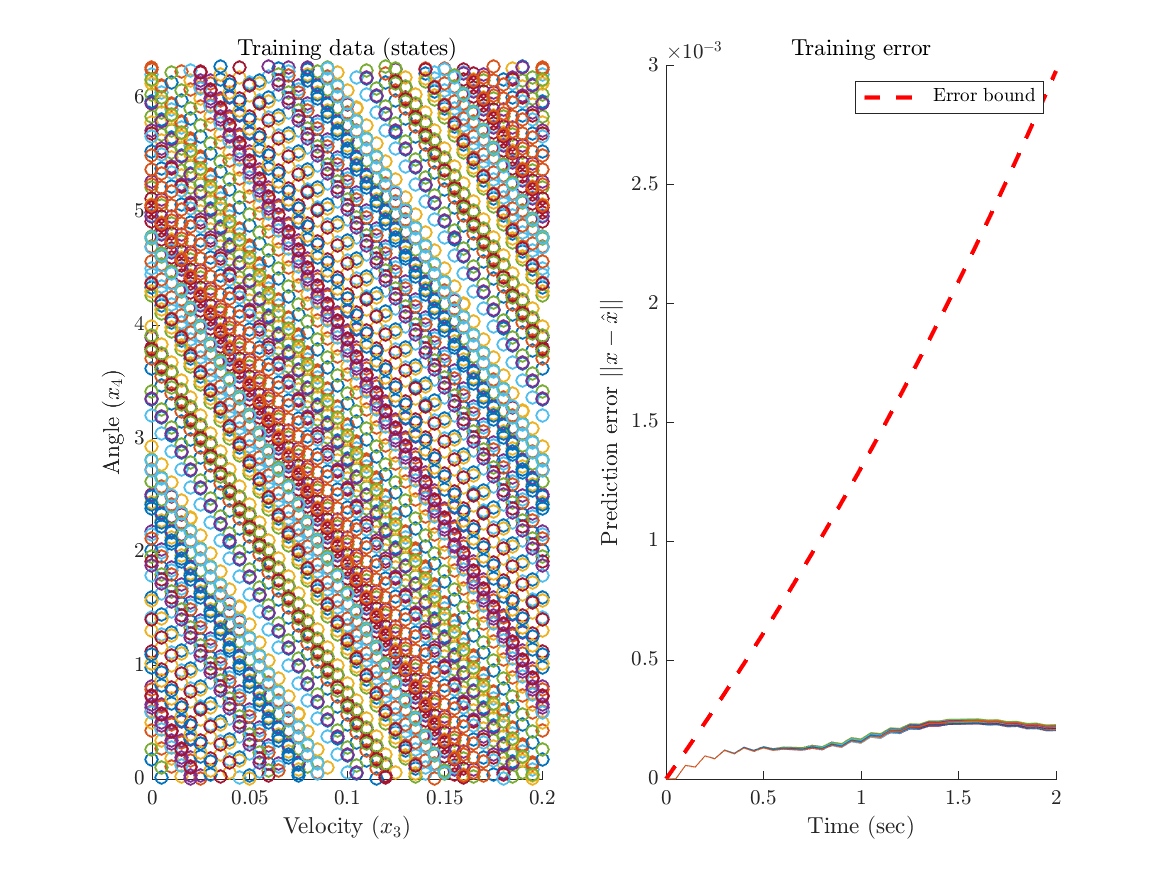 Training data (states)
6
5
4
3
2
1
0
0 0.05 0.1 0.15 0.2
Velocity (x₃)
Angle (x₄)
Training error
×10⁻³
3
2.5
2
1.5
1
0.5
0
0 0.5 1 1.5 2
Time (sec)
Prediction error ||x − x̂||
Error bound